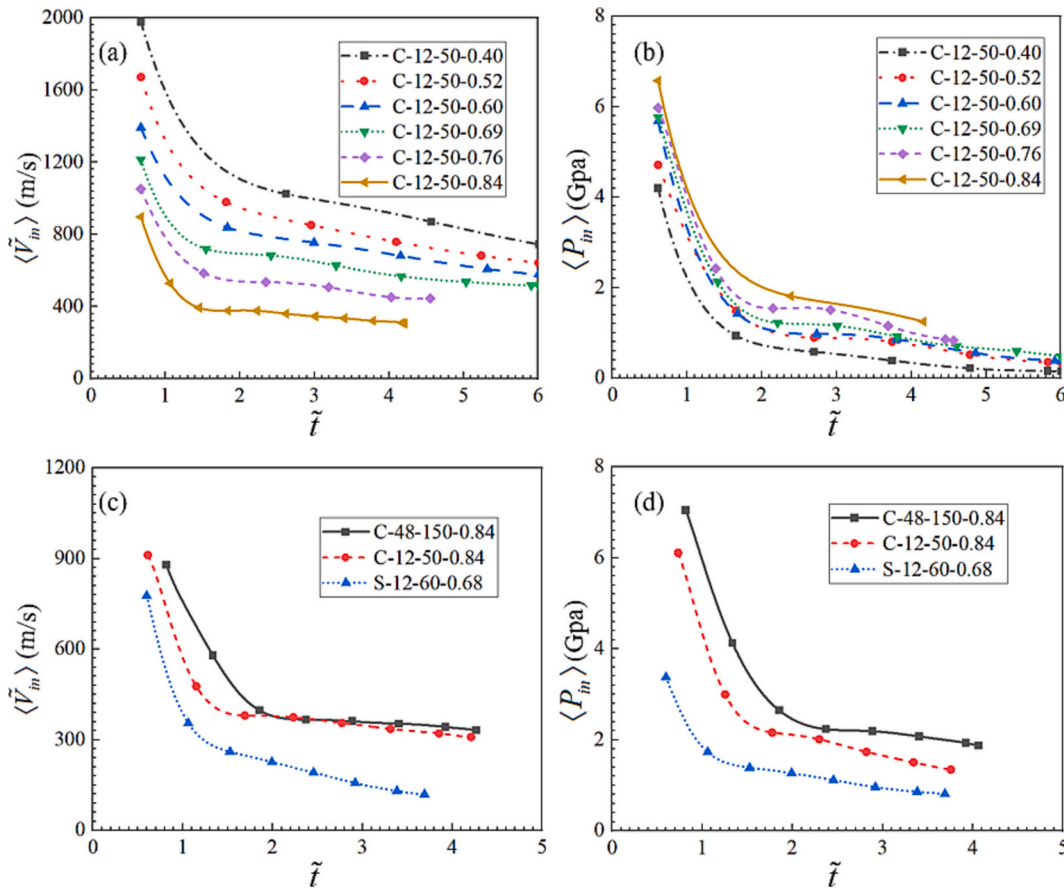 (a)
2000
1600
1200
800
400
0
⟨Ṽin⟩ (m/s)
C-12-50-0.40
C-12-50-0.52
C-12-50-0.60
C-12-50-0.69
C-12-50-0.76
C-12-50-0.84
0 1 2 3 4 5 6
t̃
(b)
8
6
4
2
0
⟨Pin⟩ (Gpa)
C-12-50-0.40
C-12-50-0.52
C-12-50-0.60
C-12-50-0.69
C-12-50-0.76
C-12-50-0.84
0 1 2 3 4 5 6
t̃
(c)
1200
900
600
300
0
⟨Ṽin⟩ (m/s)
C-48-150-0.84
C-12-50-0.84
S-12-60-0.68
0 1 2 3 4 5
t̃
(d)
8
6
4
2
0
⟨Pin⟩ (Gpa)
C-48-150-0.84
C-12-50-0.84
S-12-60-0.68
0 1 2 3 4 5
t̃